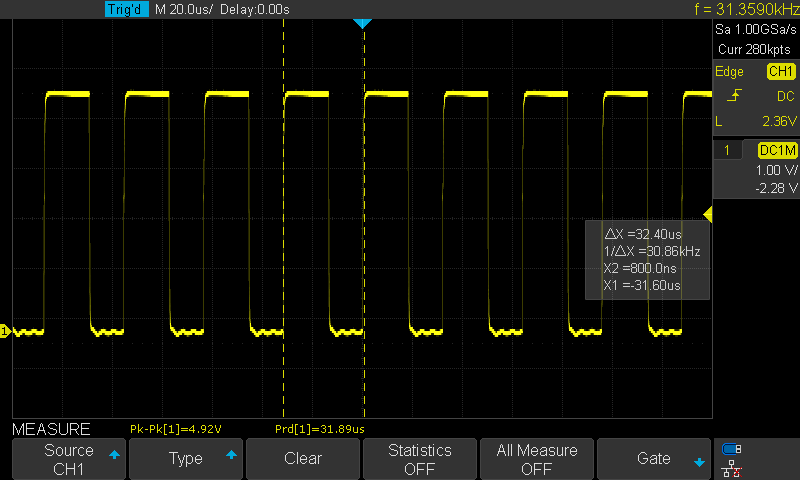 Trig'd M 20.0us/ Delay:0.00s f = 31.3590kHz
Sa 1.00GSa/s
Curr 280kpts
Edge CH1
DC
L 2.36V
1 DC1M
1.00 V/
-2.28 V
△X =32.40us
1/△X =30.86kHz
X2 =800.0ns
X1 =-31.60us
1
MEASURE Pk-Pk[1]=4.92V Prd[1]=31.89us
Source
CH1
Type
Clear
Statistics
OFF
All Measure
OFF
Gate